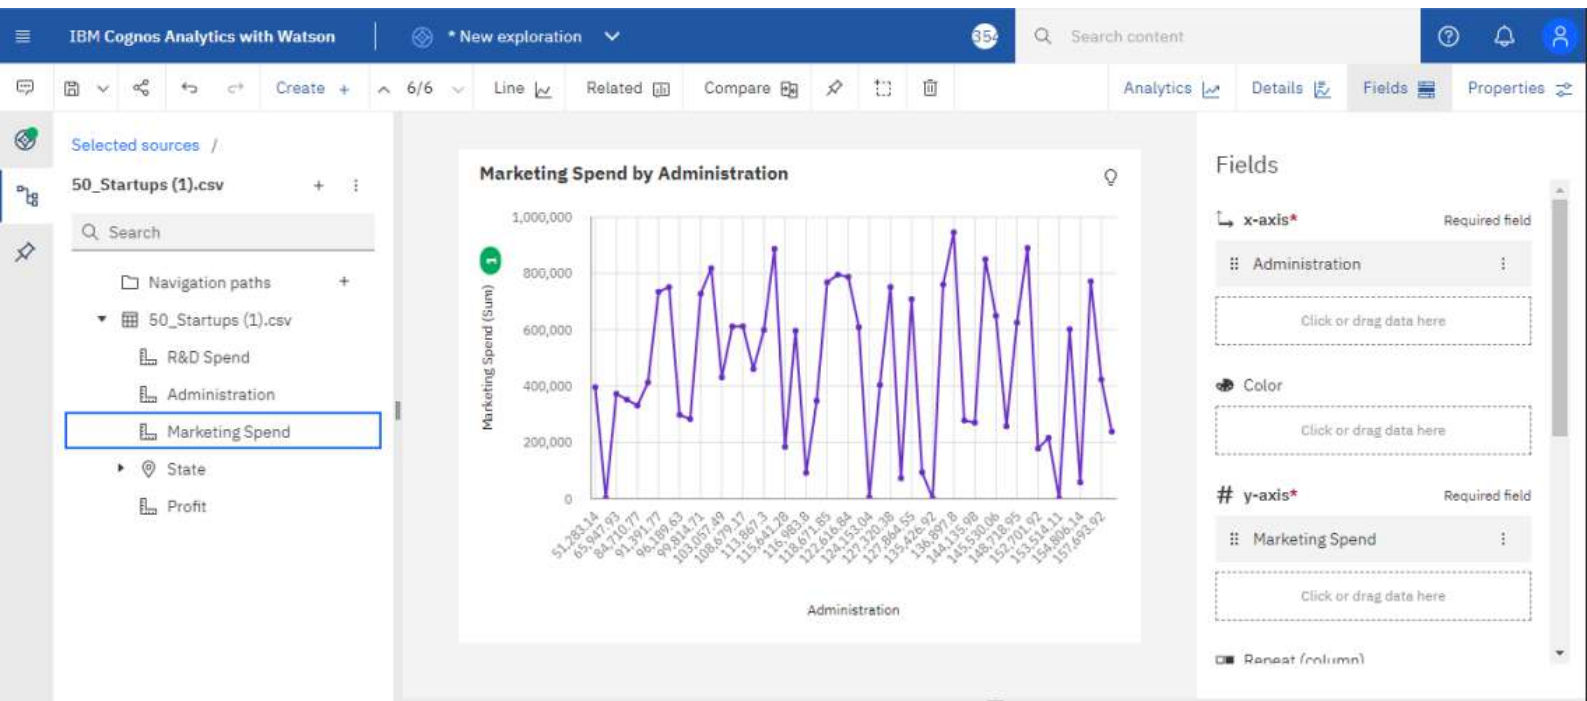 IBM Cognos Analytics with Watson
* New exploration
354
Search content
Create +
6/6
Line
Related
Compare
Analytics
Details
Fields
Properties
Selected sources /
50_Startups (1).csv
Search
Navigation paths
50_Startups (1).csv
R&D Spend
Administration
Marketing Spend
State
Profit
Marketing Spend by Administration
1
Marketing Spend (Sum)
1,000,000
800,000
600,000
400,000
200,000
0
51,283.14
65,947.93
84,710.77
91,391.77
96,189.63
99,814.71
103,057.49
108,679.17
113,867.3
115,641.28
116,983.8
118,671.85
122,616.84
124,153.04
127,320.38
127,864.55
135,426.92
136,897.8
144,135.98
145,530.06
148,718.95
152,701.92
153,514.11
154,806.14
157,693.92
Administration
Fields
x-axis*
Required field
Administration
Click or drag data here
Color
Click or drag data here
# y-axis*
Required field
Marketing Spend
Click or drag data here
Repeat (column)